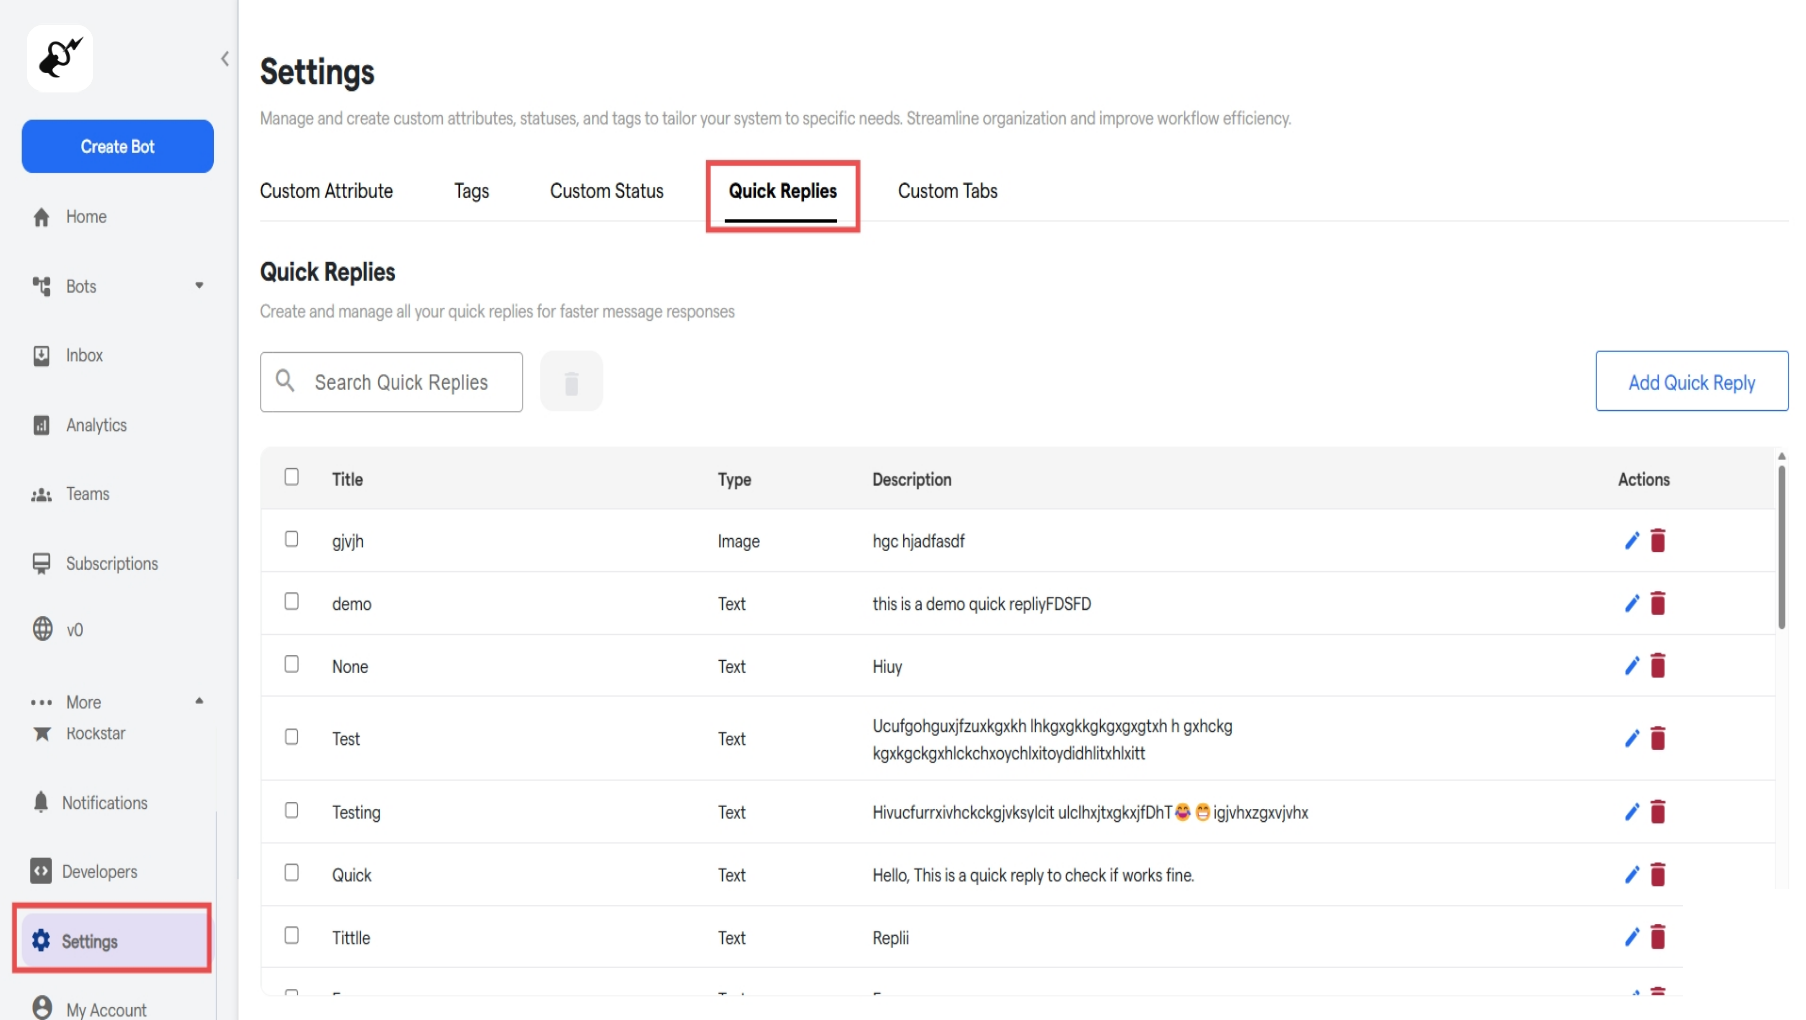 Settings
Manage and create custom attributes, statuses, and tags to tailor your system to specific needs. Streamline organization and improve workflow efficiency.
Create Bot
Home
Bots
Inbox
Analytics
Teams
Subscriptions
v0
More
Rockstar
Notifications
Developers
Settings
My Account
Custom Attribute Tags Custom Status Quick Replies Custom Tabs
Quick Replies
Create and manage all your quick replies for faster message responses
Search Quick Replies
Add Quick Reply
Title Type Description Actions
gjvjh Image hgc hjadfasdf
demo Text this is a demo quick repliyFDSFD
None Text Hiuy
Test Text Ucufgohguxjfzuxkgxkh lhkgxgkkgkgxgxgtxh h gxhckg
kgxkgckgxhlckchxoychlxitoydidhlitxhlxitt
Testing Text Hivucfurrxivhckckgjvksylcit ulclhxjtxgkxjfDhT😂😁igjvhxzgxvjvhx
Quick Text Hello, This is a quick reply to check if works fine.
Tittlle Text Replii